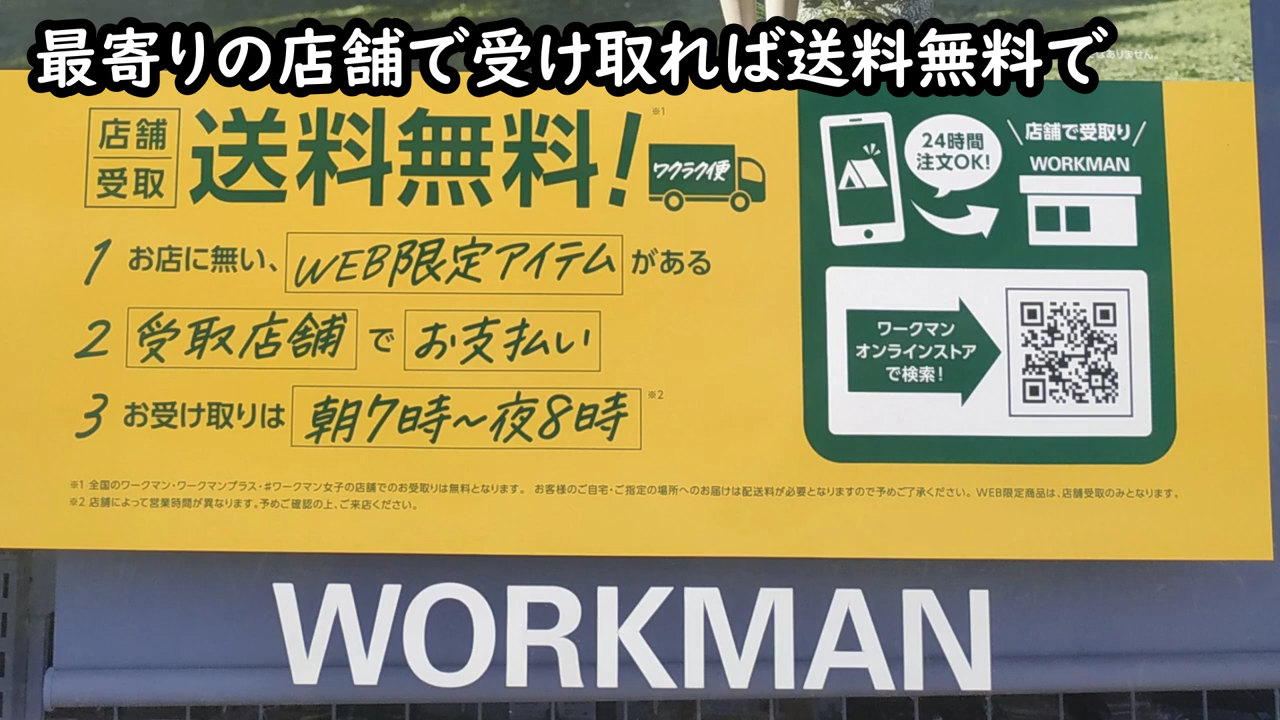 最寄りの店舗で受け取れば送料無料で
はありません。
店舗
受取
送料無料!
※1
ワクラク便
1 お店に無い、WEB限定アイテムがある
2 受取店舗でお支払い
3 お受け取りは朝7時~夜8時
※2
24時間
注文OK!
\店舗で受取り/
WORKMAN
ワークマン
オンラインストア
で検索!
※1 全国のワークマン・ワークマンプラス・#ワークマン女子の店舗でのお受取りは無料となります。 お客様のご自宅・ご指定の場所へのお届けは配送料が必要となりますので予めご了承ください。WEB限定商品は、店舗受取のみとなります。
※2 店舗によって営業時間が異なります。予めご確認の上、ご来店ください。
WORKMAN